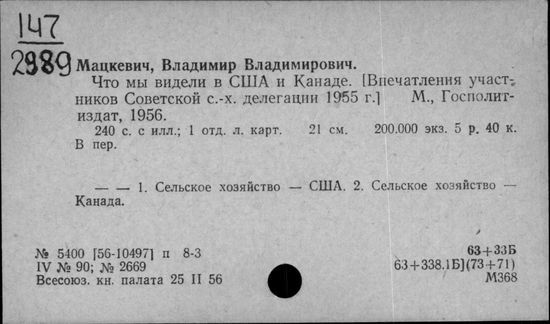 147
2989
Мацкевич, Владимир Владимирович.
Что мы видели в США и Канаде. [Впечатления участ-
ников Советской с.-х. делегации 1955 г.] М., Госполит-
издат, 1956.
240 с. с илл.; 1 отд. л. карт. 21 см. 200.000 экз. 5 р. 40 к.
В пер.
— — 1. Сельское хозяйство — США. 2. Сельское хозяйство —
Канада.
№ 5400 [56-10497] п 8-3
63+33Б
IV № 90; № 2669
63+338.1Б](73+71)
Всесоюз. кн. палата 25 II 56
М368